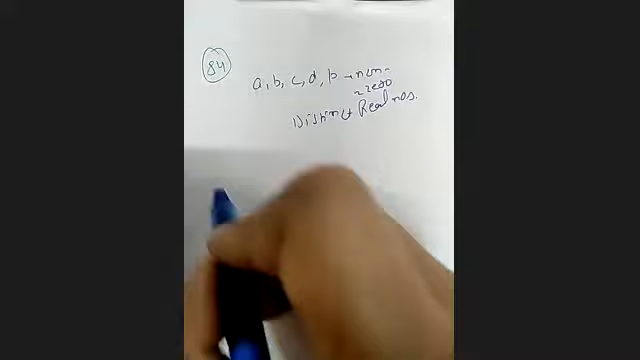 84
a, b, c, d, p → non-
zero
Distinct Real nos.